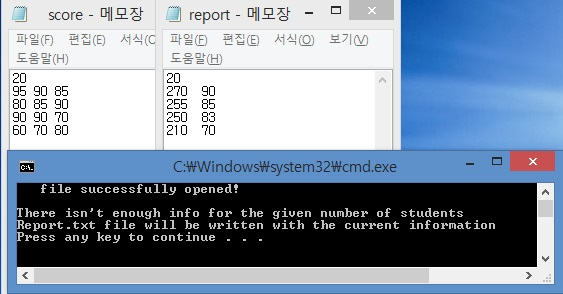 score - 메모장
파일(F) 편집(E) 서식(O)
도움말(H)
20
95 90 85
80 85 90
90 90 70
60 70 80
report - 메모장
파일(F) 편집(E) 서식(O) 보기(V)
도움말(H)
20
270 90
255 85
250 83
210 70
C:\Windows\system32\cmd.exe
file successfully opened!
There isn't enough info for the given number of students
Report.txt file will be written with the current information
Press any key to continue . . .